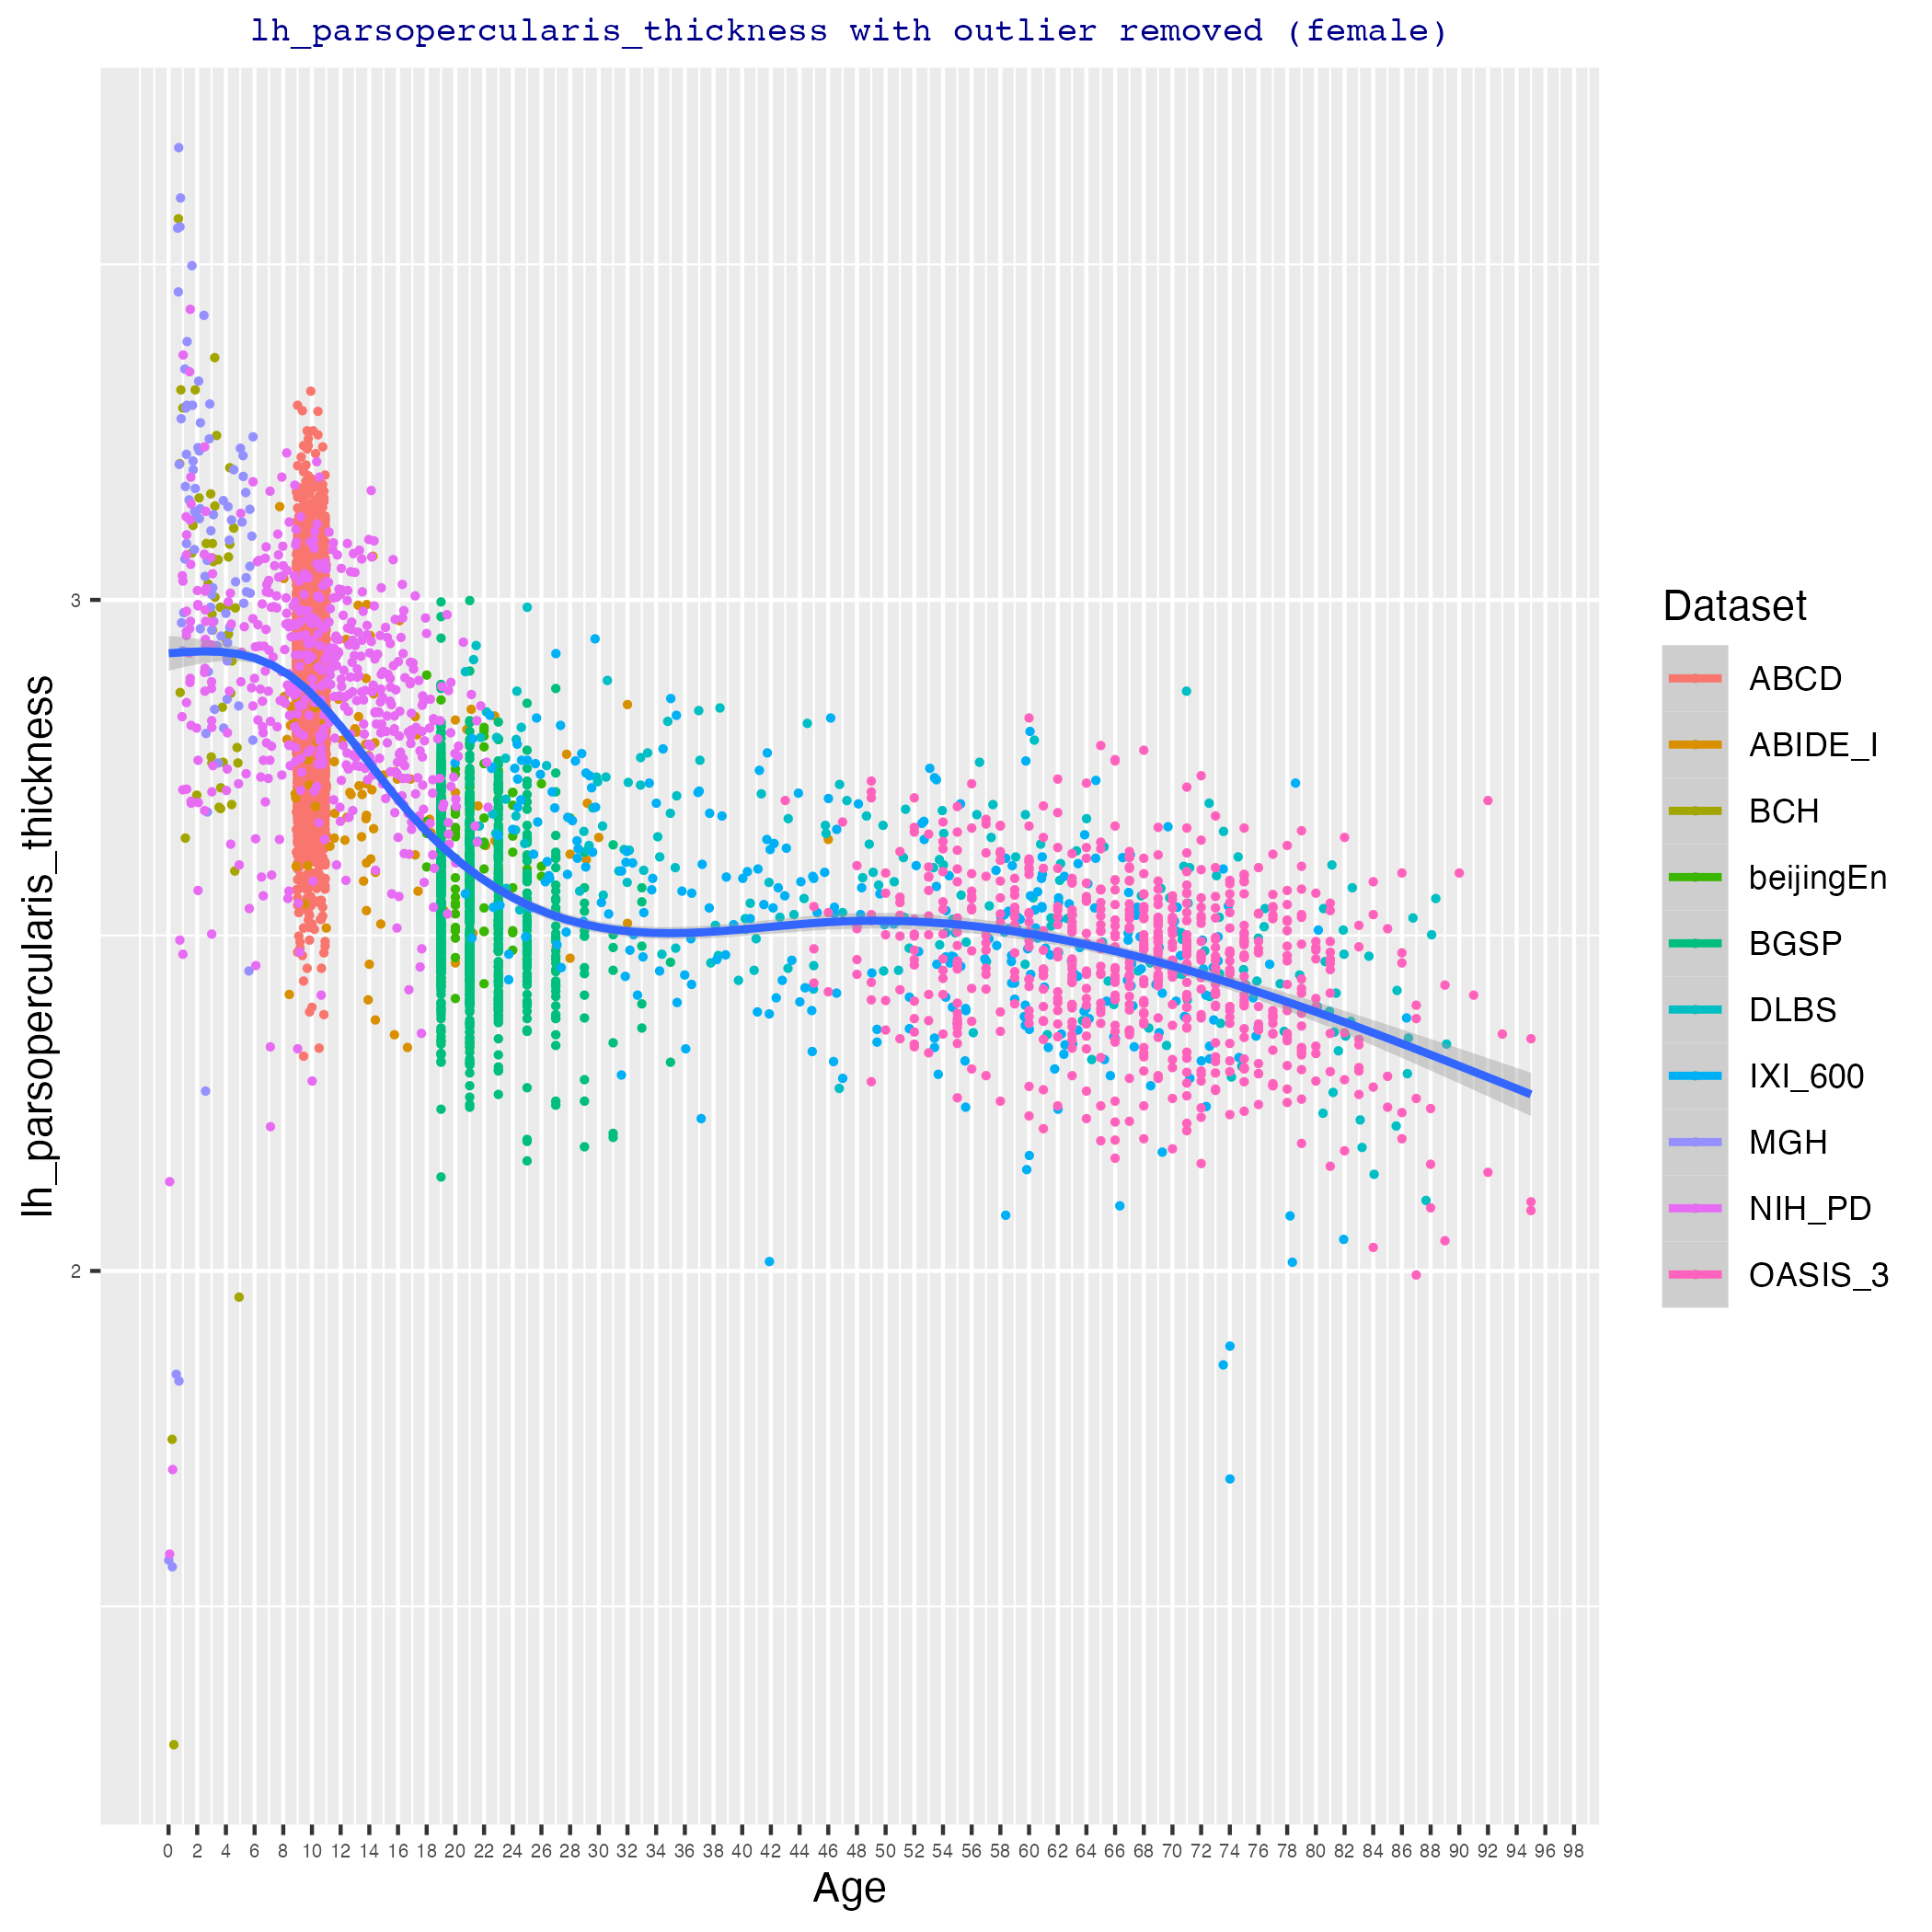 lh_parsopercularis_thickness with outlier removed (female)
lh_parsopercularis_thickness
3
2
0 2 4 6 8 10 12 14 16 18 20 22 24 26 28 30 32 34 36 38 40 42 44 46 48 50 52 54 56 58 60 62 64 66 68 70 72 74 76 78 80 82 84 86 88 90 92 94 96 98
Age
Dataset
ABCD
ABIDE_I
BCH
beijingEn
BGSP
DLBS
IXI_600
MGH
NIH_PD
OASIS_3